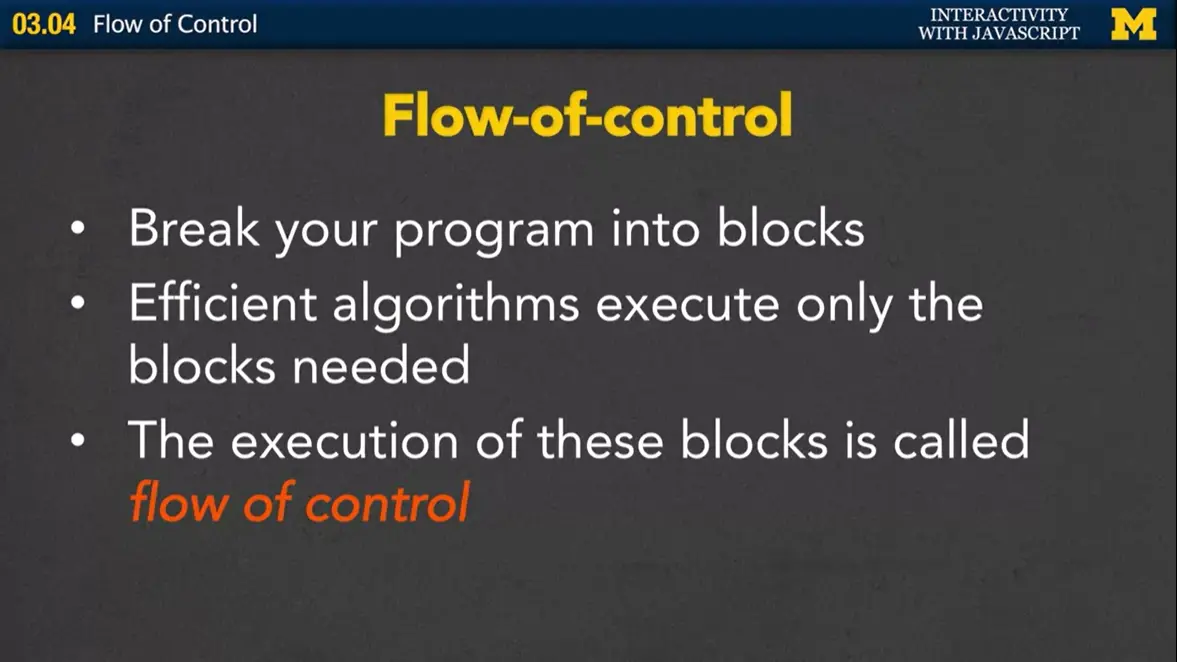 03.04 Flow of Control
INTERACTIVITY
WITH JAVASCRIPT
M
Flow-of-control
• Break your program into blocks
• Efficient algorithms execute only the
blocks needed
• The execution of these blocks is called
flow of control